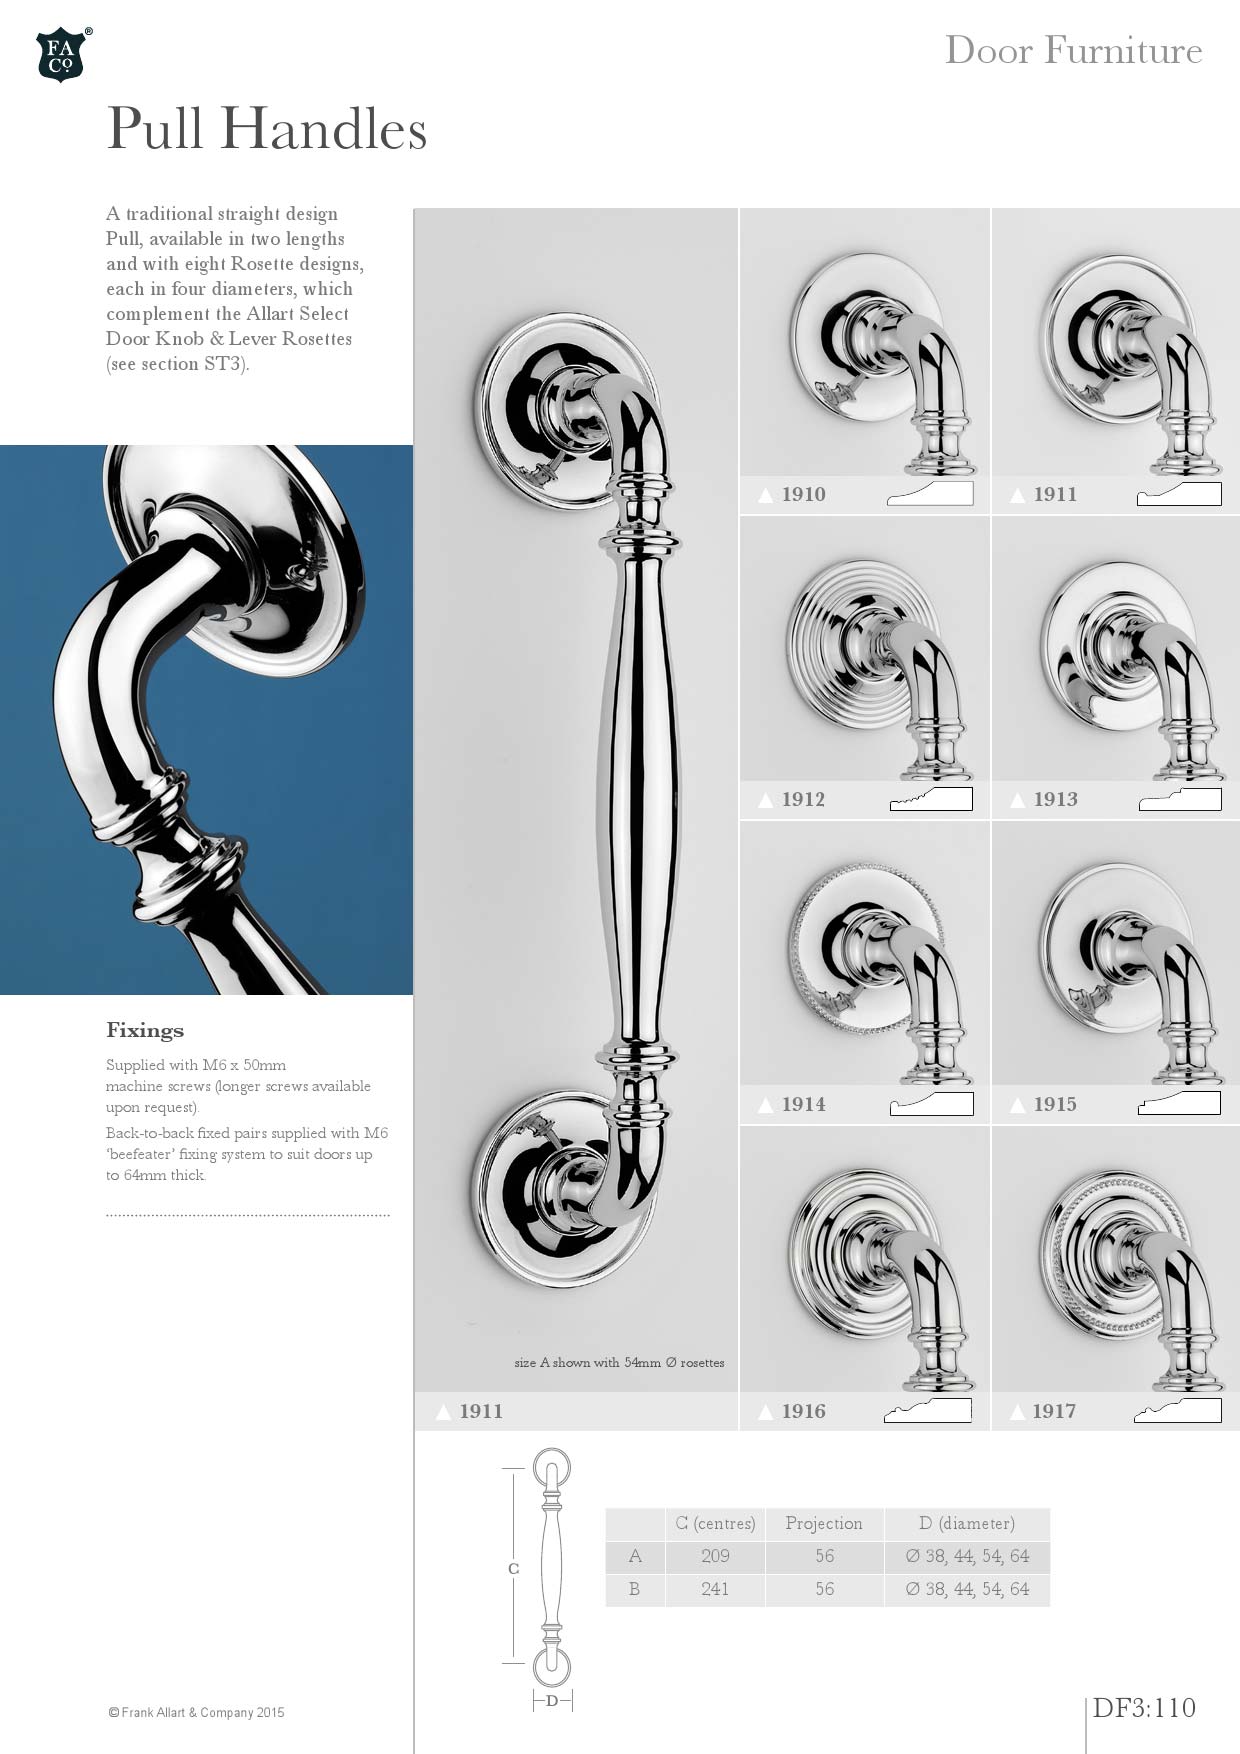 FA
Co.
®
Door Furniture
Pull Handles
A traditional straight design
Pull, available in two lengths
and with eight Rosette designs,
each in four diameters, which
complement the Allart Select
Door Knob & Lever Rosettes
(see section ST3).
Fixings
Supplied with M6 x 50mm
machine screws (longer screws available
upon request).
Back-to-back fixed pairs supplied with M6
‘beefeater’ fixing system to suit doors up
to 64mm thick.
size A shown with 54mm Ø rosettes
1911
1910
1911
1912
1913
1914
1915
1916
1917
C
D
C (centres) Projection D (diameter)
A 209 56 Ø 38, 44, 54, 64
B 241 56 Ø 38, 44, 54, 64
© Frank Allart & Company 2015
DF3:110